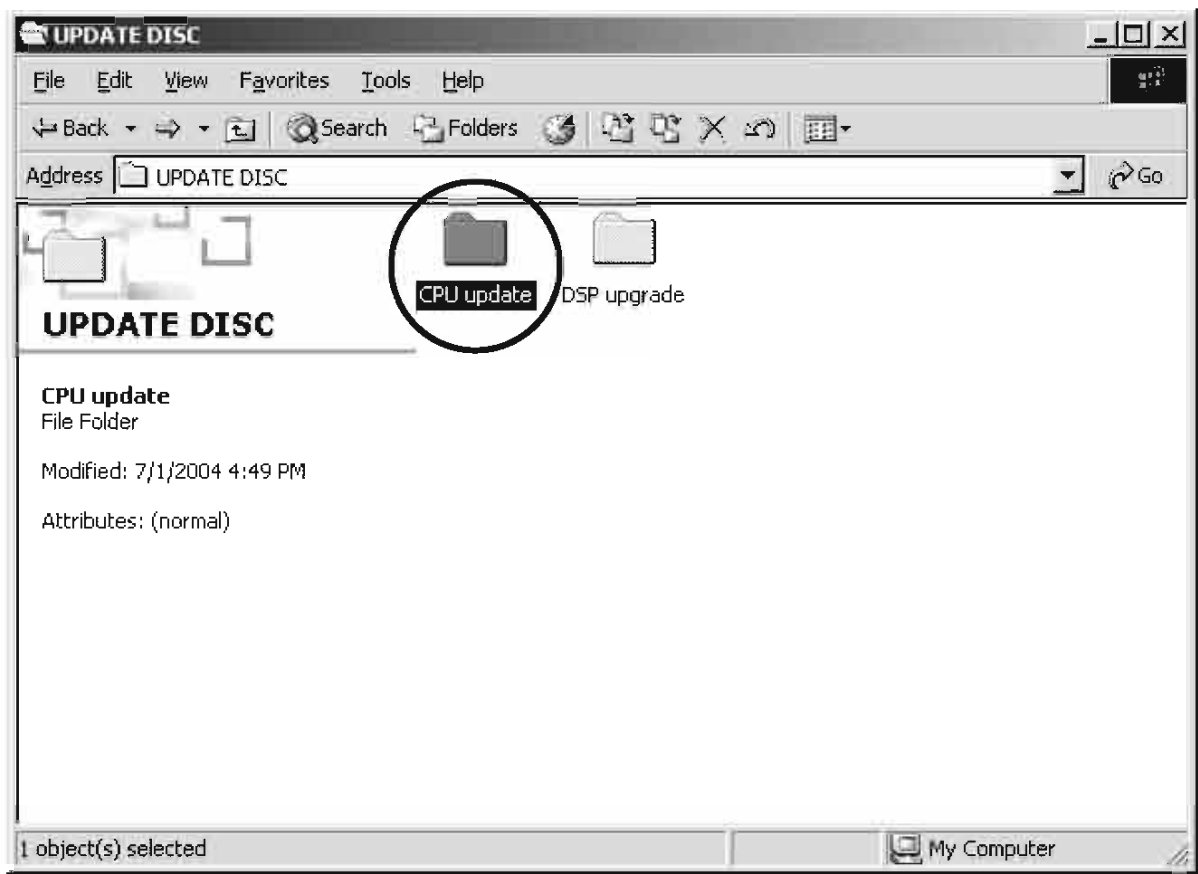 UPDATE DISC
File Edit View Favorites Tools Help
Back Search Folders
Address UPDATE DISC Go
CPU update DSP upgrade
UPDATE DISC
CPU update
File Folder
Modified: 7/1/2004 4:49 PM
Attributes: (normal)
1 object(s) selected My Computer